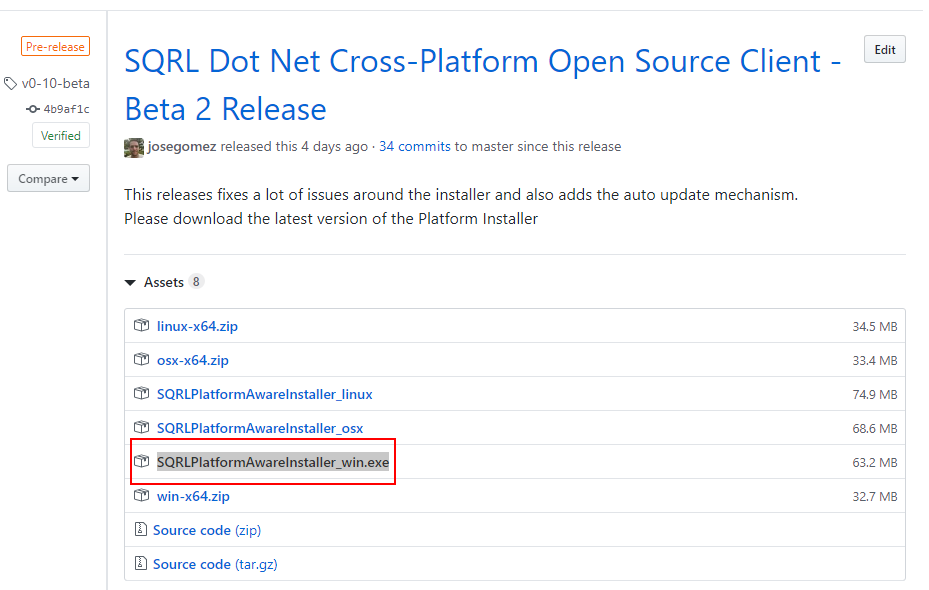 Pre-release
v0-10-beta
4b9af1c
Verified
Compare
SQRL Dot Net Cross-Platform Open Source Client -
Beta 2 Release
Edit
josegomez released this 4 days ago · 34 commits to master since this release
This releases fixes a lot of issues around the installer and also adds the auto update mechanism.
Please download the latest version of the Platform Installer
Assets 8
linux-x64.zip 34.5 MB
osx-x64.zip 33.4 MB
SQRLPlatformAwareInstaller_linux 74.9 MB
SQRLPlatformAwareInstaller_osx 68.6 MB
SQRLPlatformAwareInstaller_win.exe 63.2 MB
win-x64.zip 32.7 MB
Source code (zip)
Source code (tar.gz)